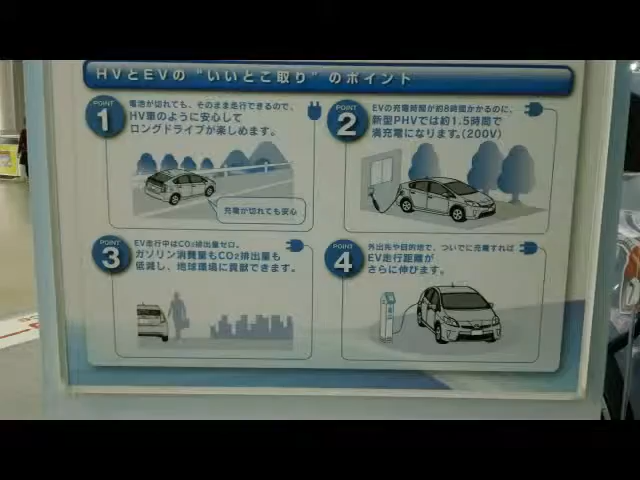 HVとEVの“いいとこ取り”のポイント
POINT
1
電池が切れても、そのまま走行できるので、
HV車のように安心して
ロングドライブが楽しめます。
充電が切れても安心
POINT
2
EVの充電時間が約8時間かかるのに、
新型PHVでは約1.5時間で
満充電になります。(200V)
POINT
3
EV走行中はCO₂排出量ゼロ。
ガソリン消費量もCO₂排出量も
低減し、地球環境に貢献できます。
POINT
4
外出先や目的地で、ついでに充電すれば
EV走行距離が
さらに伸びます。